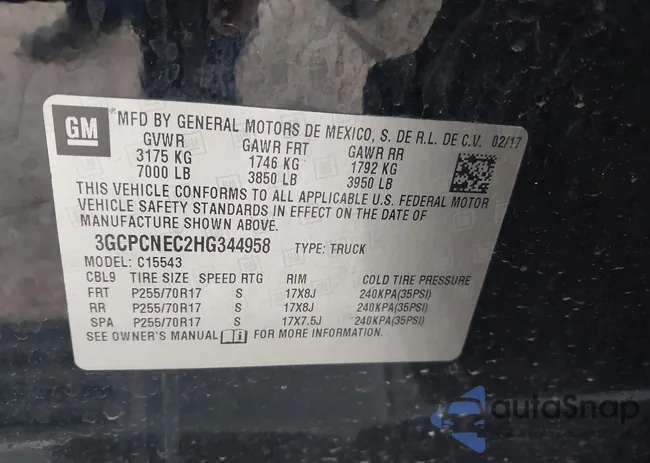 GM
MFD BY GENERAL MOTORS DE MEXICO, S. DE R.L. DE C.V. 02/17
GVWR GAWR FRT GAWR RR
3175 KG 1746 KG 1792 KG
7000 LB 3850 LB 3950 LB
THIS VEHICLE CONFORMS TO ALL APPLICABLE U.S. FEDERAL MOTOR
VEHICLE SAFETY STANDARDS IN EFFECT ON THE DATE OF
MANUFACTURE SHOWN ABOVE.
3GCPCNEC2HG344958 TYPE: TRUCK
MODEL: C15543
CBL9 TIRE SIZE SPEED RTG RIM COLD TIRE PRESSURE
FRT P255/70R17 S 17X8J 240KPA(35PSI)
RR P255/70R17 S 17X8J 240KPA(35PSI)
SPA P255/70R17 S 17X7.5J 240KPA(35PSI)
SEE OWNER'S MANUAL FOR MORE INFORMATION.
autoSnap